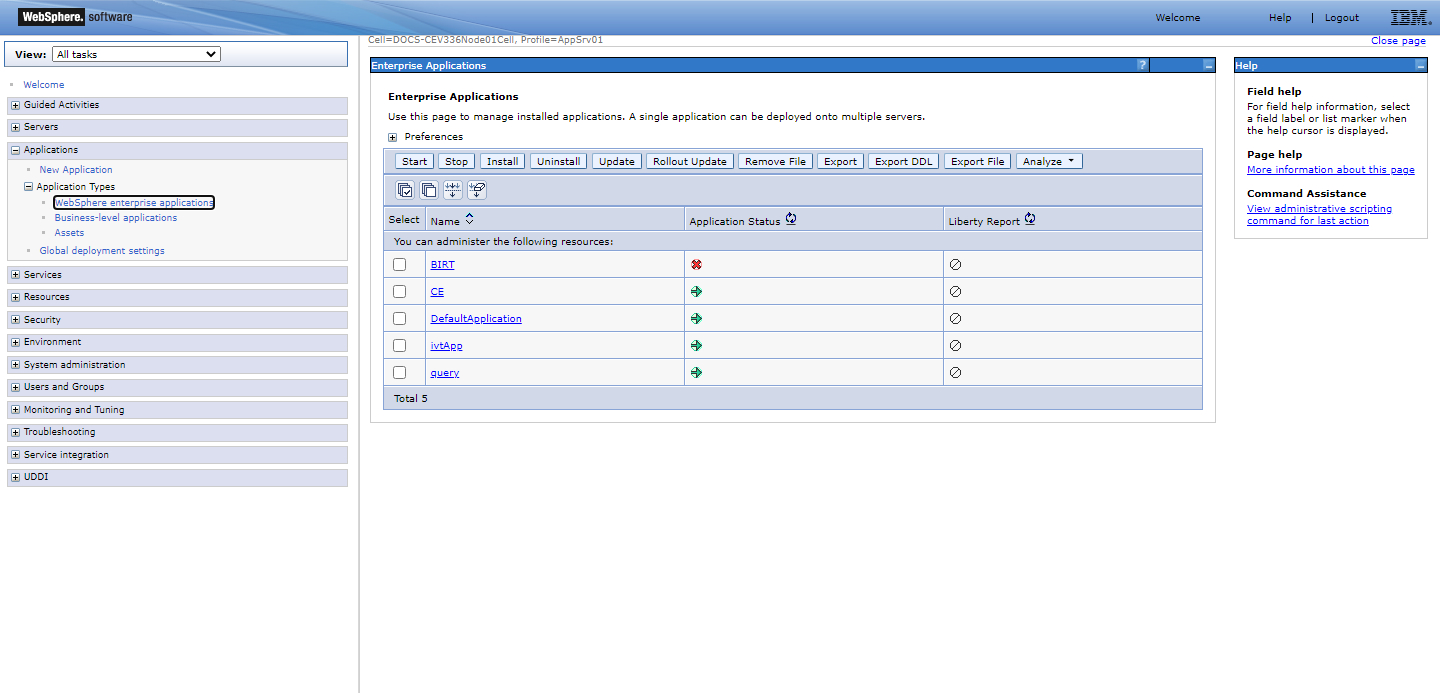 WebSphere. software
Welcome Help | Logout IBM.
View: All tasks
Welcome
Guided Activities
Servers
Applications
New Application
Application Types
WebSphere enterprise applications
Business-level applications
Assets
Global deployment settings
Services
Resources
Security
Environment
System administration
Users and Groups
Monitoring and Tuning
Troubleshooting
Service integration
UDDI
Cell=DOCS-CEV336Node01Cell, Profile=AppSrv01
Close page
Enterprise Applications ?
Enterprise Applications
Use this page to manage installed applications. A single application can be deployed onto multiple servers.
Preferences
Start Stop Install Uninstall Update Rollout Update Remove File Export Export DDL Export File Analyze
Select Name Application Status Liberty Report
You can administer the following resources:
BIRT
CE
DefaultApplication
ivtApp
query
Total 5
Help
Field help
For field help information, select
a field label or list marker when
the help cursor is displayed.
Page help
More information about this page
Command Assistance
View administrative scripting
command for last action